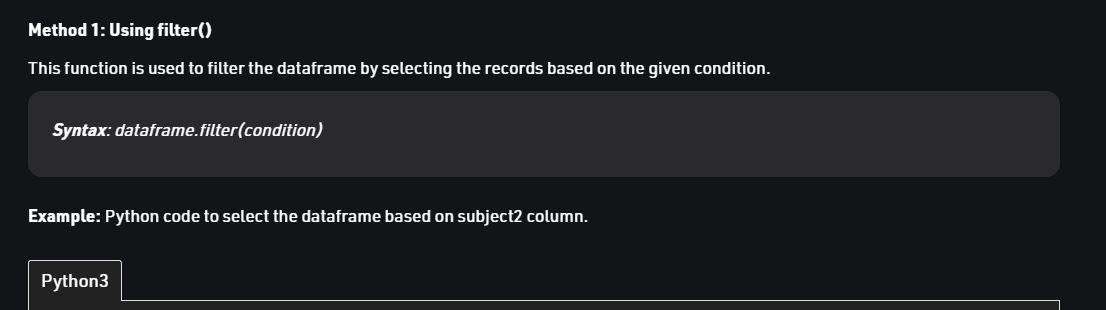 Method 1: Using filter()
This function is used to filter the dataframe by selecting the records based on the given condition.
Syntax: dataframe.filter(condition)
Example: Python code to select the dataframe based on subject2 column.
Python3